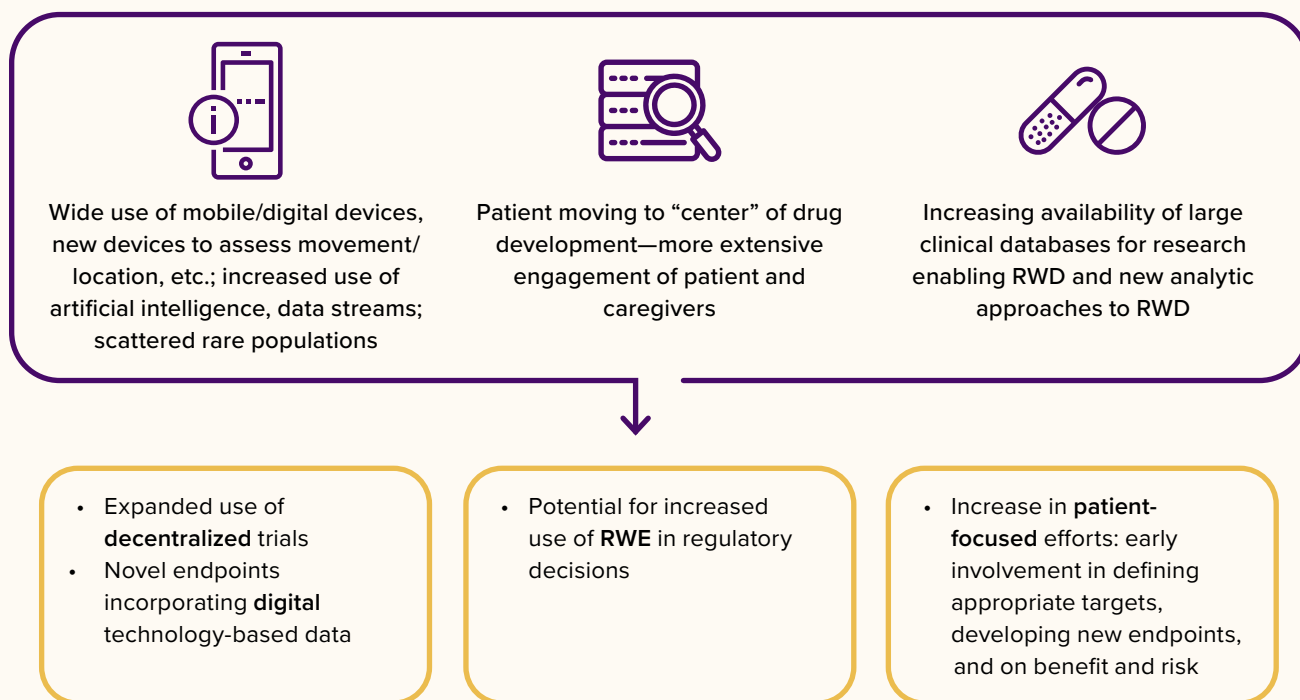 Wide use of mobile/digital devices,
new devices to assess movement/
location, etc.; increased use of
artificial intelligence, data streams;
scattered rare populations
Patient moving to “center” of drug
development—more extensive
engagement of patient and
caregivers
Increasing availability of large
clinical databases for research
enabling RWD and new analytic
approaches to RWD
• Expanded use of
decentralized trials
• Novel endpoints
incorporating digital
technology-based data
• Potential for increased
use of RWE in regulatory
decisions
• Increase in patient-
focused efforts: early
involvement in defining
appropriate targets,
developing new endpoints,
and on benefit and risk